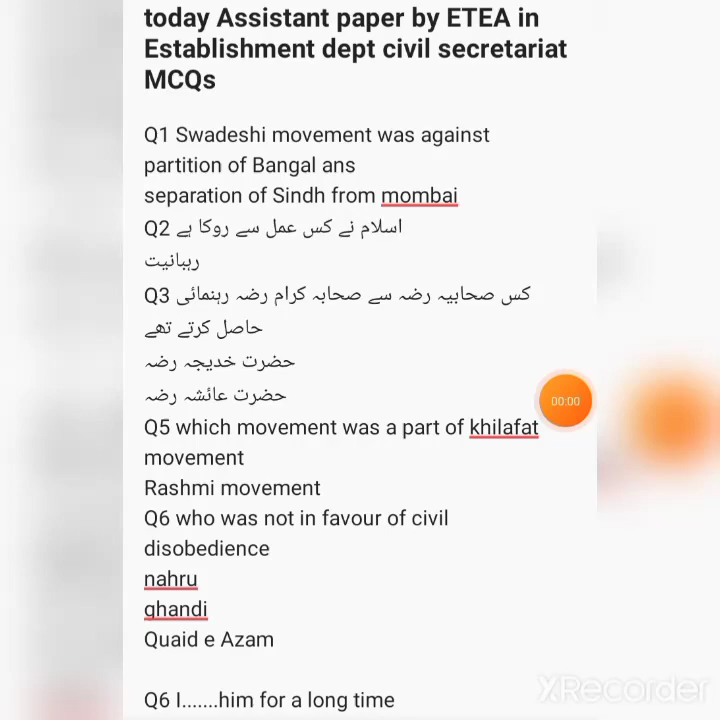 today Assistant paper by ETEA in
Establishment dept civil secretariat
MCQs
Q1 Swadeshi movement was against
partition of Bangal ans
separation of Sindh from mombai
Q2 اسلام نے کس عمل سے روکا ہے
رہبانیت
Q3 کس صحابیہ رضہ سے صحابہ کرام رضہ رہنمائی
حاصل کرتے تھے
حضرت خدیجہ رضہ
حضرت عائشہ رضہ
00:00
Q5 which movement was a part of khilafat
movement
Rashmi movement
Q6 who was not in favour of civil
disobedience
nahru
ghandi
Quaid e Azam
Q6 I.......him for a long time
XRecorder